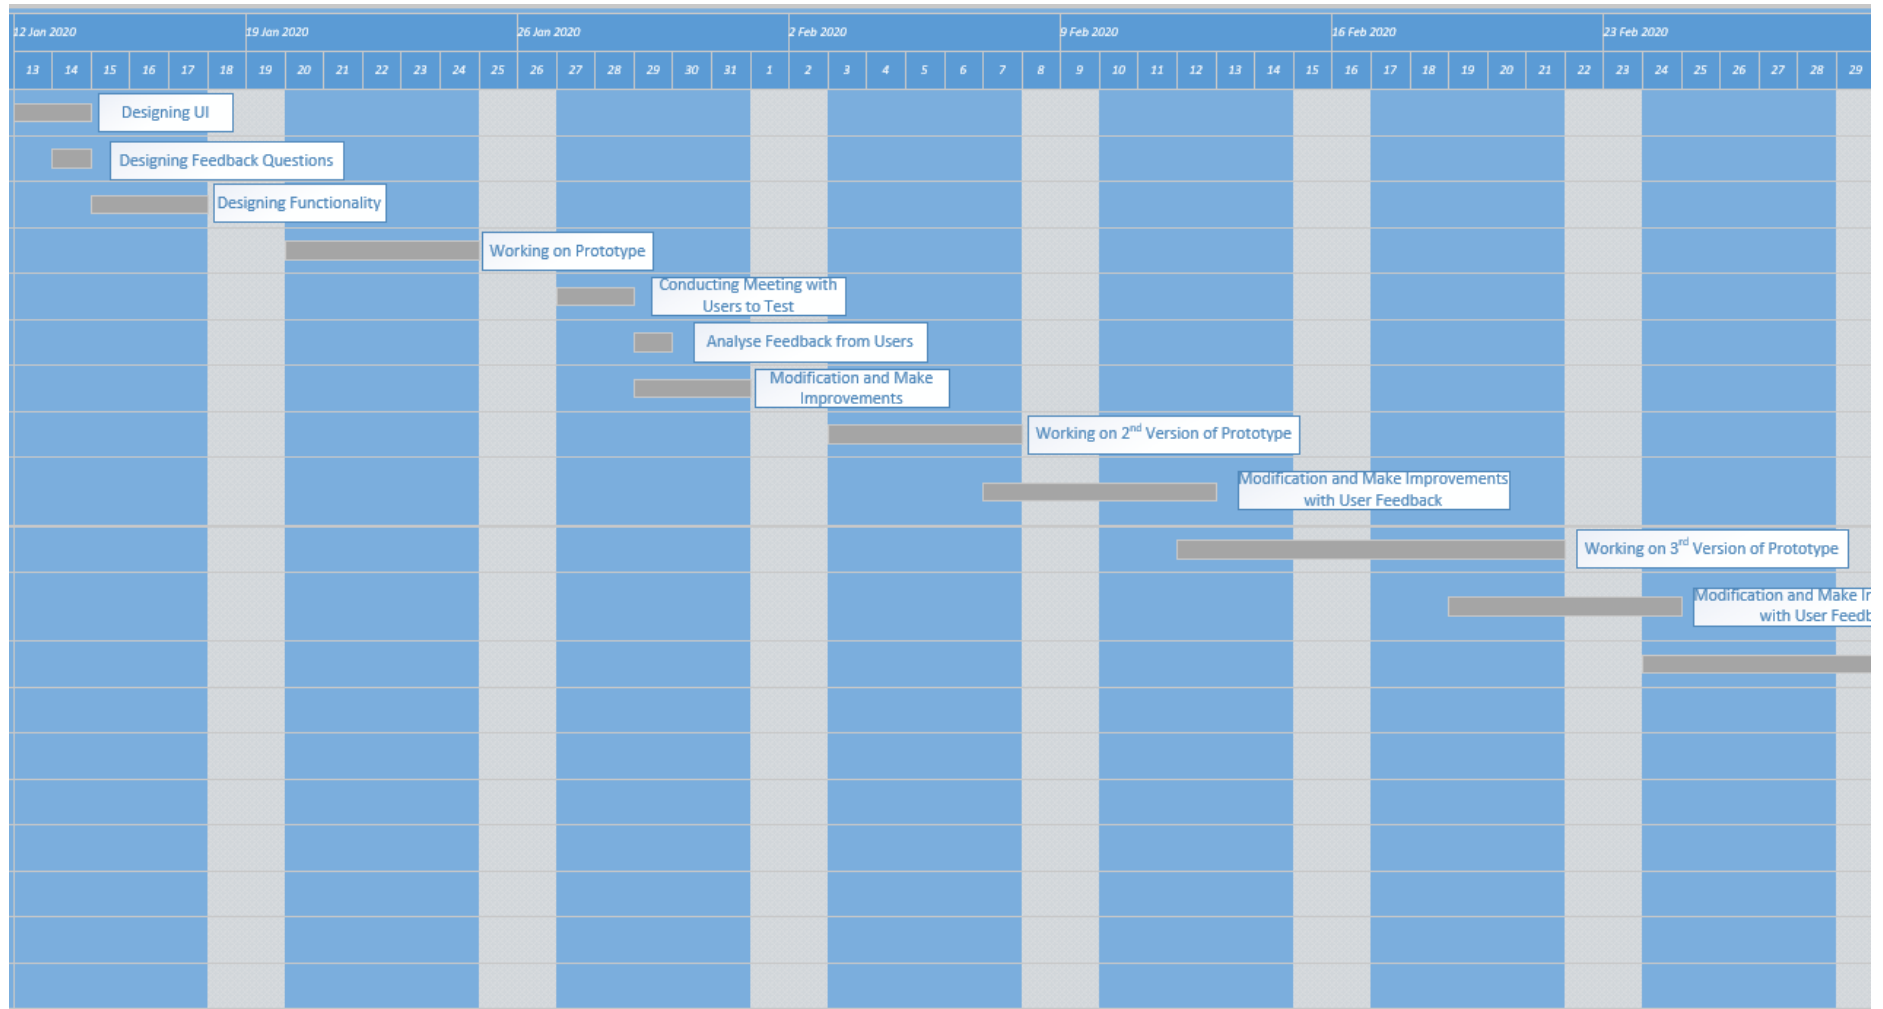 12 Jan 2020 19 Jan 2020 26 Jan 2020 2 Feb 2020 9 Feb 2020 16 Feb 2020 23 Feb 2020
13 14 15 16 17 18 19 20 21 22 23 24 25 26 27 28 29 30 31 1 2 3 4 5 6 7 8 9 10 11 12 13 14 15 16 17 18 19 20 21 22 23 24 25 26 27 28 29
Designing UI
Designing Feedback Questions
Designing Functionality
Working on Prototype
Conducting Meeting with
Users to Test
Analyse Feedback from Users
Modification and Make
Improvements
Working on 2nd Version of Prototype
Modification and Make Improvements
with User Feedback
Working on 3rd Version of Prototype
Modification and Make
with User